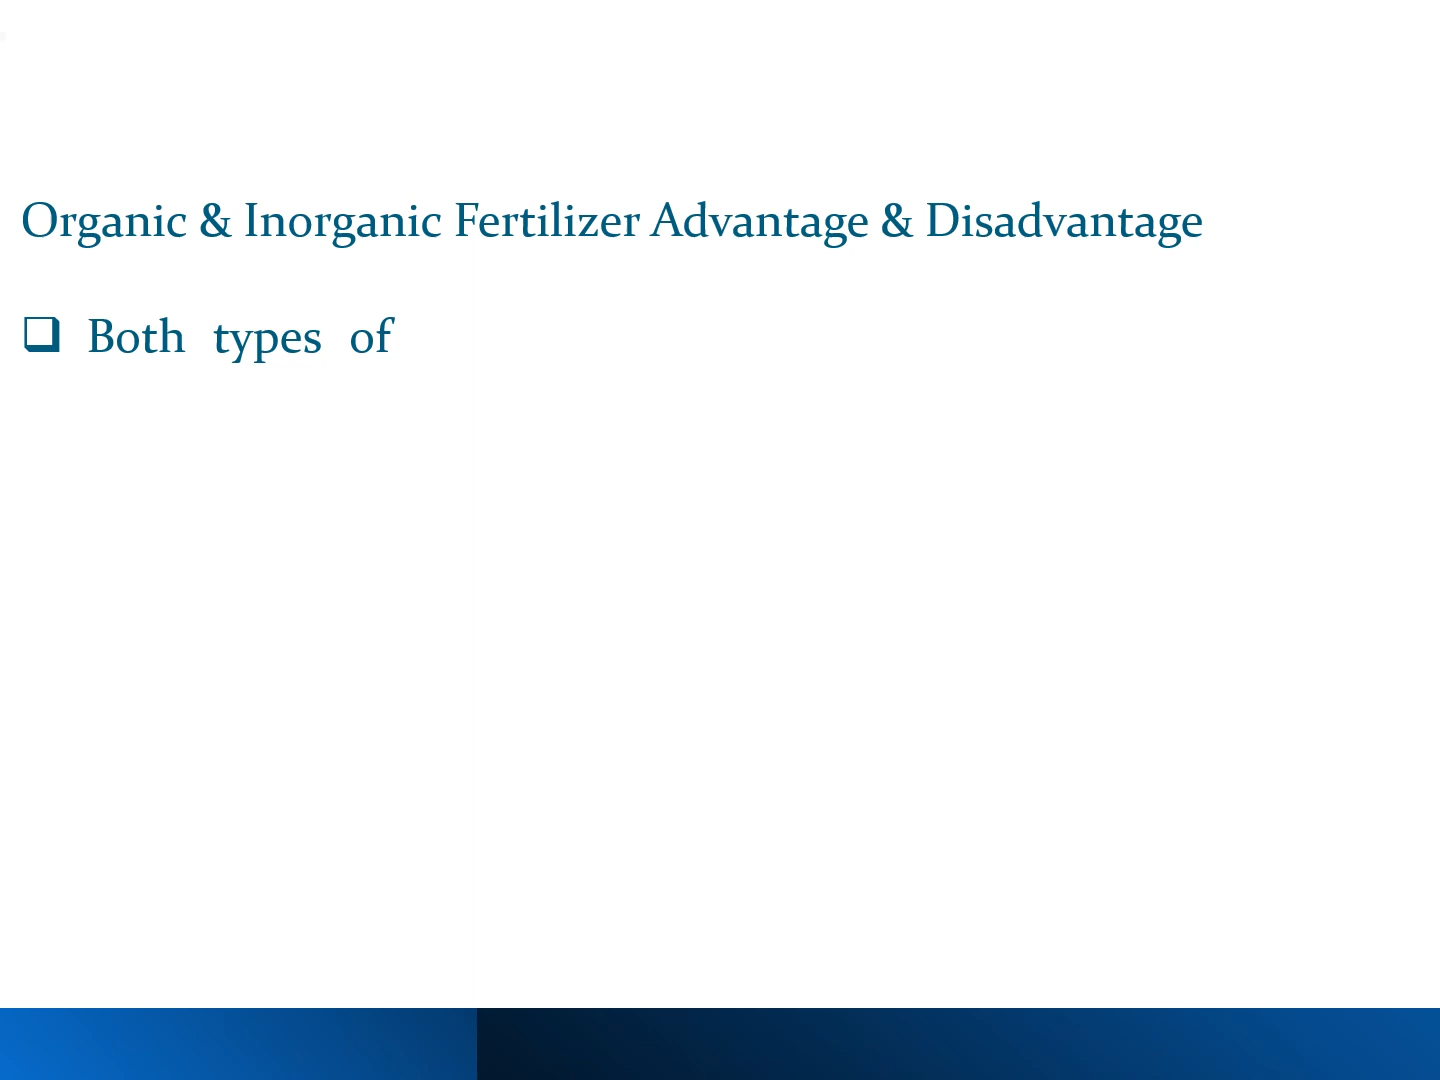 Organic & Inorganic Fertilizer Advantage & Disadvantage
❑ Both types of